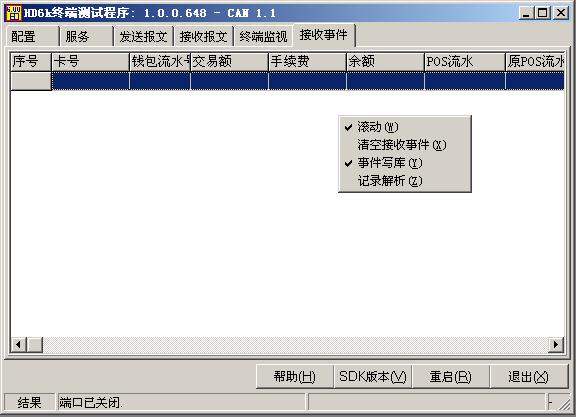 HD6k终端测试程序: 1.0.0.648 - CAN 1.1
配置 服务 发送报文 接收报文 终端监视 接收事件
序号 卡号 钱包流水号 交易额 手续费 余额 POS流水 原POS流水
滚动(W)
清空接收事件(X)
事件写库(Y)
记录解析(Z)
帮助(H) SDK版本(V) 重启(R) 退出(X)
结果 端口已关闭.